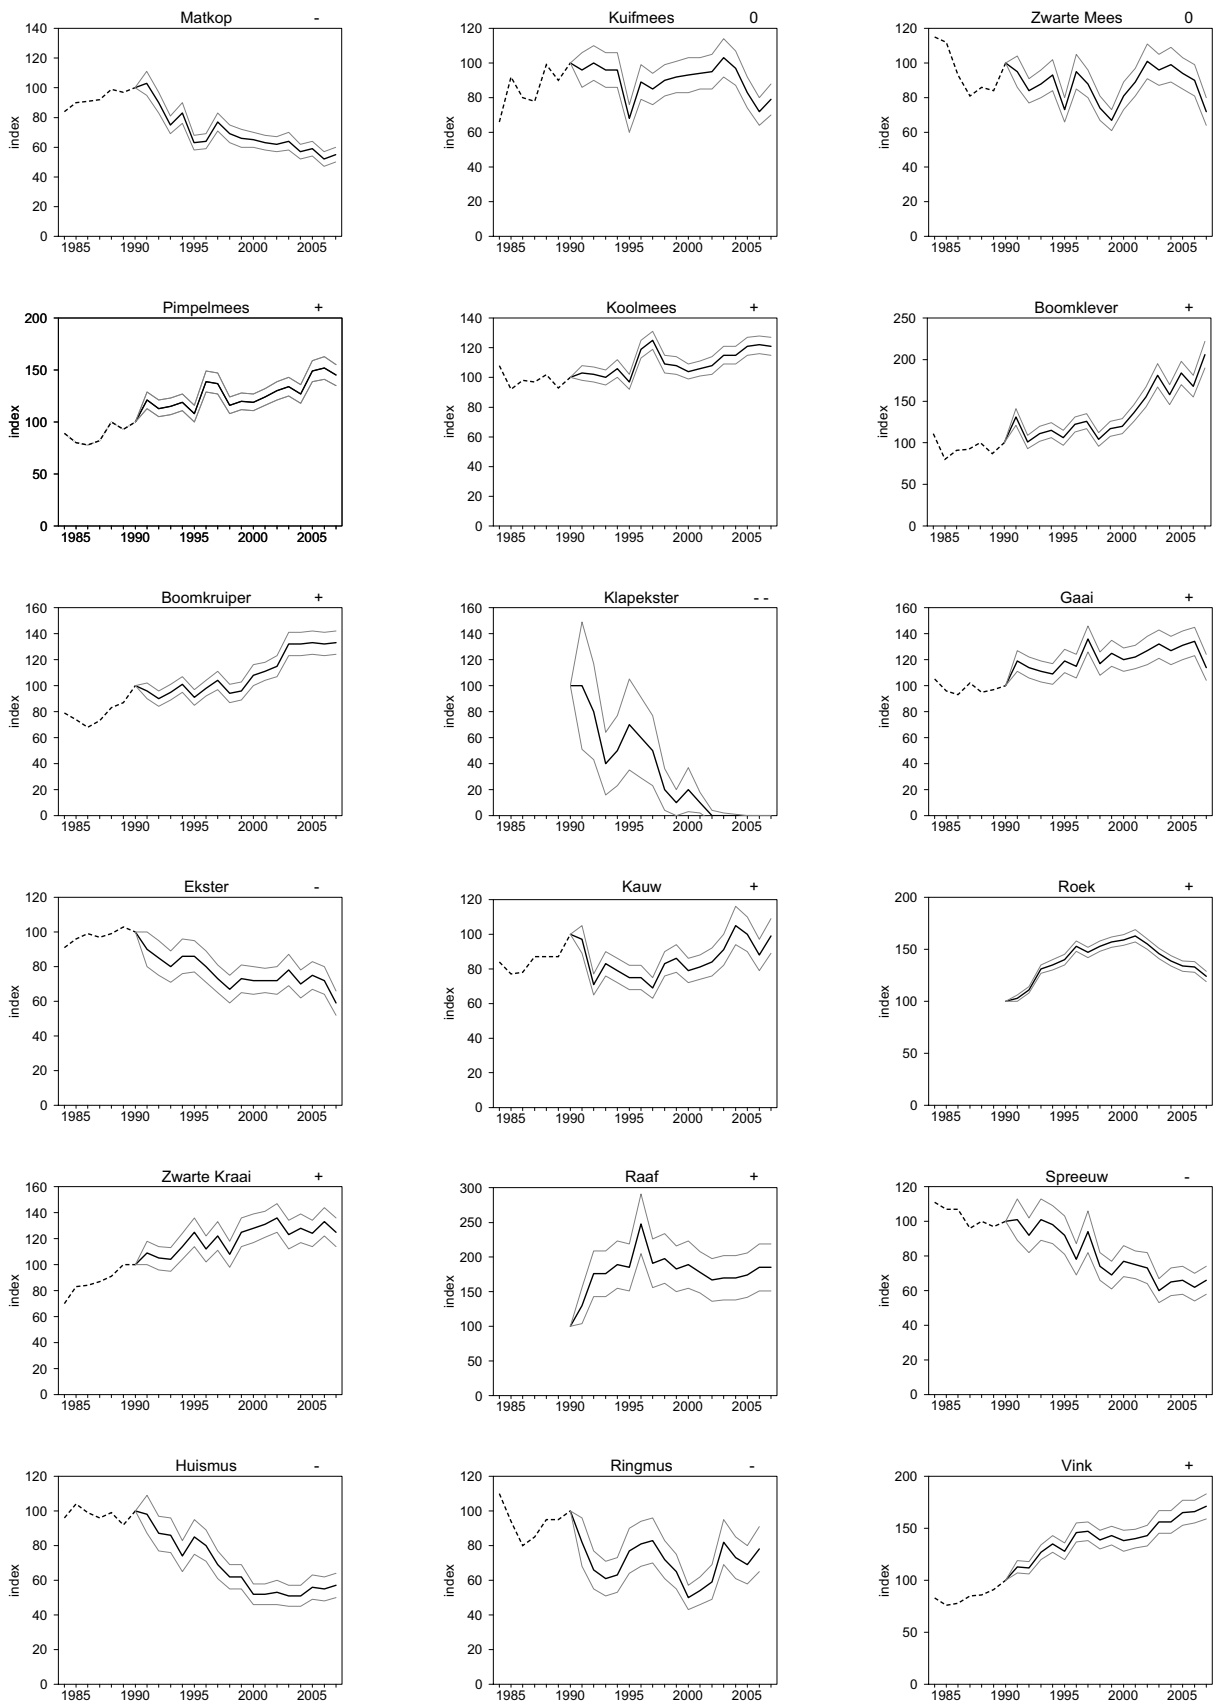 Matkop -
140
120
100
80
60
40
20
0
index
1985 1990 1995 2000 2005
Kuifmees 0
120
100
80
60
40
20
0
index
1985 1990 1995 2000 2005
Zwarte Mees 0
120
100
80
60
40
20
0
index
1985 1990 1995 2000 2005
Pimpelmees +
200
150
100
50
0
index
1985 1990 1995 2000 2005
Koolmees +
140
120
100
80
60
40
20
0
index
1985 1990 1995 2000 2005
Boomklever +
250
200
150
100
50
0
index
1985 1990 1995 2000 2005
Boomkruiper +
160
140
120
100
80
60
40
20
0
index
1985 1990 1995 2000 2005
Klapekster - -
160
140
120
100
80
60
40
20
0
index
1985 1990 1995 2000 2005
Gaai +
160
140
120
100
80
60
40
20
0
index
1985 1990 1995 2000 2005
Ekster -
120
100
80
60
40
20
0
index
1985 1990 1995 2000 2005
Kauw +
120
100
80
60
40
20
0
index
1985 1990 1995 2000 2005
Roek +
200
150
100
50
0
index
1985 1990 1995 2000 2005
Zwarte Kraai +
160
140
120
100
80
60
40
20
0
index
1985 1990 1995 2000 2005
Raaf +
300
250
200
150
100
50
0
index
1985 1990 1995 2000 2005
Spreeuw -
120
100
80
60
40
20
0
index
1985 1990 1995 2000 2005
Huismus -
120
100
80
60
40
20
0
index
1985 1990 1995 2000 2005
Ringmus -
120
100
80
60
40
20
0
index
1985 1990 1995 2000 2005
Vink +
200
150
100
50
0
index
1985 1990 1995 2000 2005